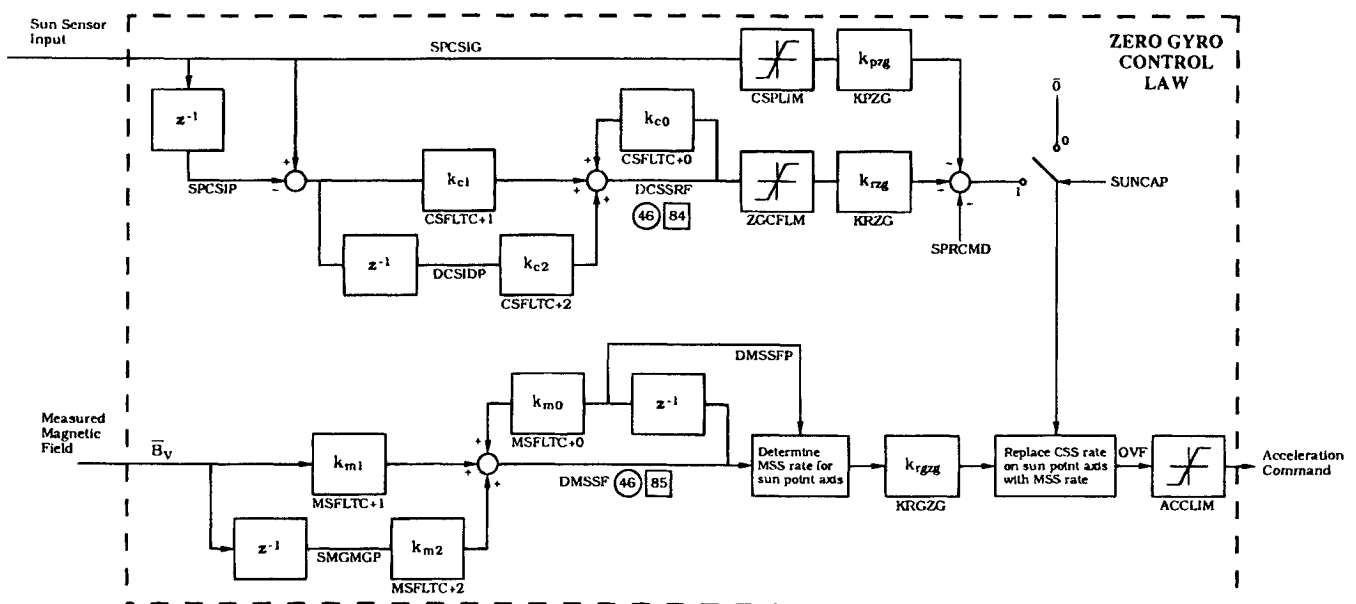 Sun Sensor
Input
SPCSIG
ZERO GYRO
CONTROL
LAW
CSPLIM
k_pzg
KPZG
0̄
0
z⁻¹
SPCSIP
+
-
k_c1
CSFLTC+1
z⁻¹
DCSIDP
k_c2
CSFLTC+2
k_c0
CSFLTC+0
+
+
+
DCSSRF
46 84
ZGCFLM
k_rzg
KRZG
-
-
-
SPRCMD
1
SUNCAP
Measured
Magnetic
Field
B̄_V
k_m1
MSFLTC+1
z⁻¹
SMGMGP
k_m2
MSFLTC+2
k_m0
MSFLTC+0
z⁻¹
DMSSFP
+
+
+
DMSSF 46 85
Determine
MSS rate for
sun point axis
k_rgzg
KRGZG
Replace CSS rate
on sun point axis
with MSS rate
OVF
ACCLIM
Acceleration
Command